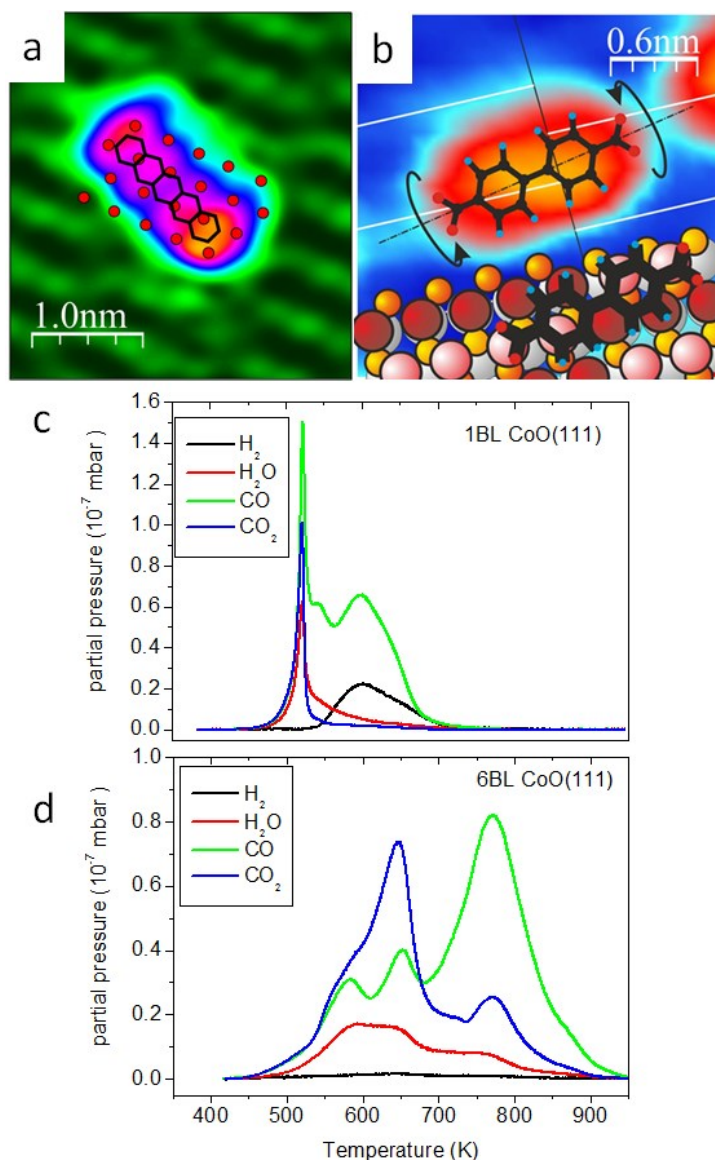 a
1.0nm
b
0.6nm
c
1BL CoO(111)
H₂
H₂O
CO
CO₂
1.6
1.4
1.2
1.0
0.8
0.6
0.4
0.2
0.0
partial pressure (10⁻⁷ mbar)
d
6BL CoO(111)
H₂
H₂O
CO
CO₂
1.0
0.8
0.6
0.4
0.2
0.0
partial pressure (10⁻⁷ mbar)
400 500 600 700 800 900
Temperature (K)